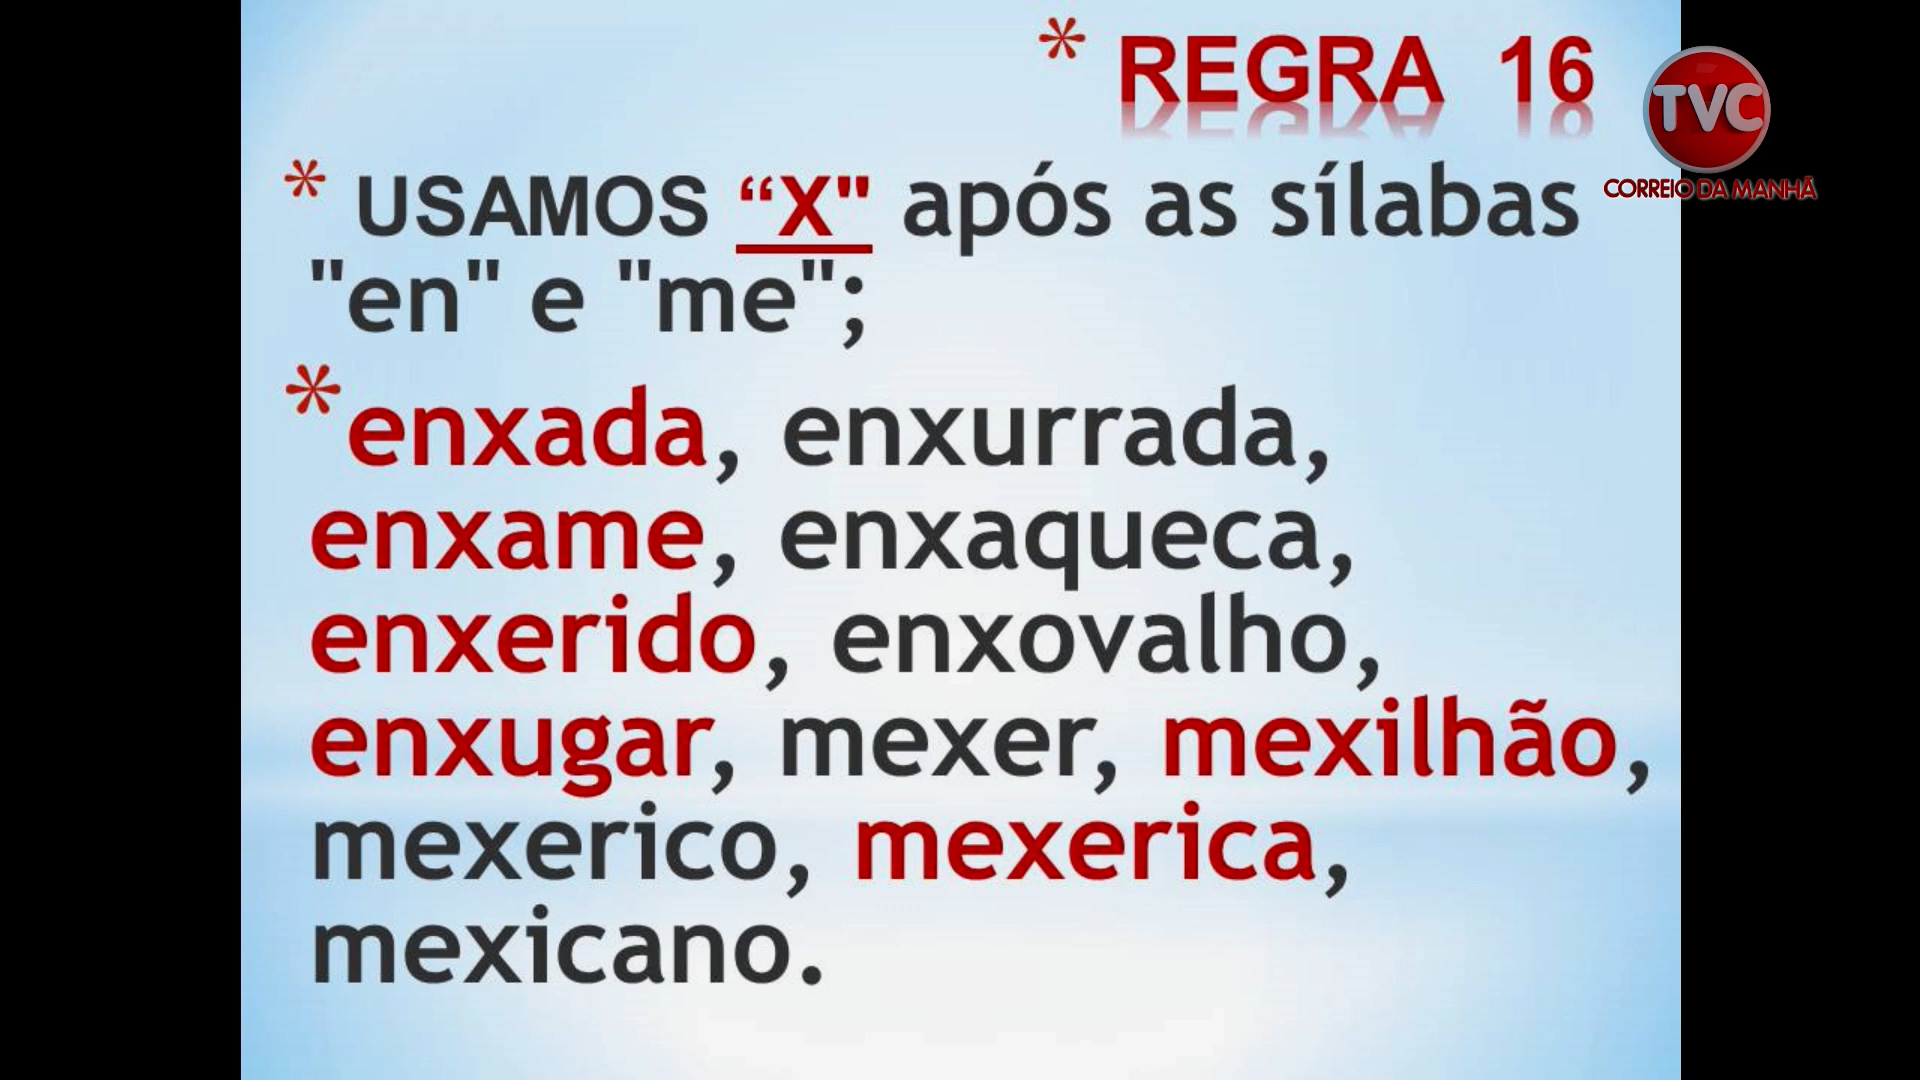 * REGRA 16
TVC
CORREIO DA MANHÃ
* USAMOS “X" após as sílabas
"en" e "me";
*enxada, enxurrada,
enxame, enxaqueca,
enxerido, enxovalho,
enxugar, mexer, mexilhão,
mexerico, mexerica,
mexicano.